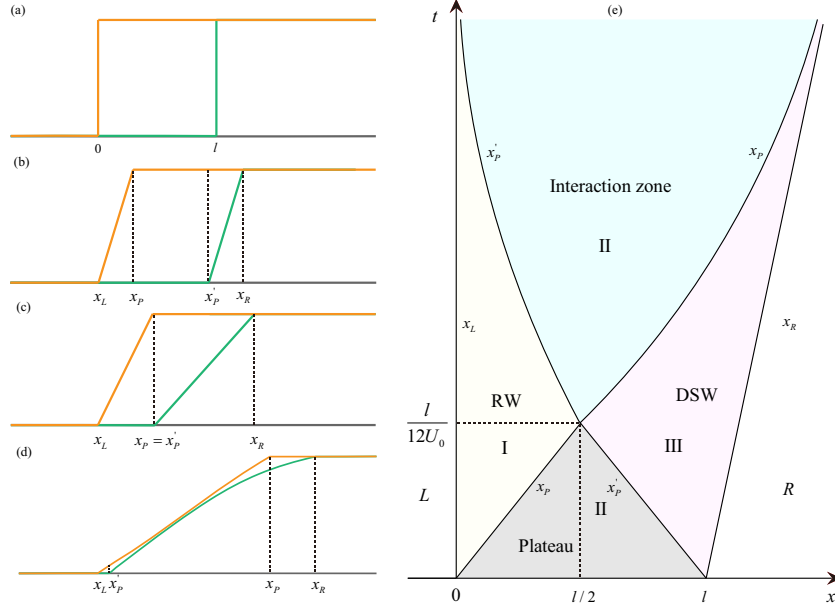 (a)
0
l
(b)
x_L
x_P
x'_P
x_R
(c)
x_L
x_P = x'_P
x_R
(d)
x_L
x'_P
x_P
x_R
t
(e)
x'_P
x_P
Interaction zone
II
x_L
x_R
RW
DSW
l/12U_0
I
III
L
x_P
x'_P
II
R
Plateau
0
l/2
l
x